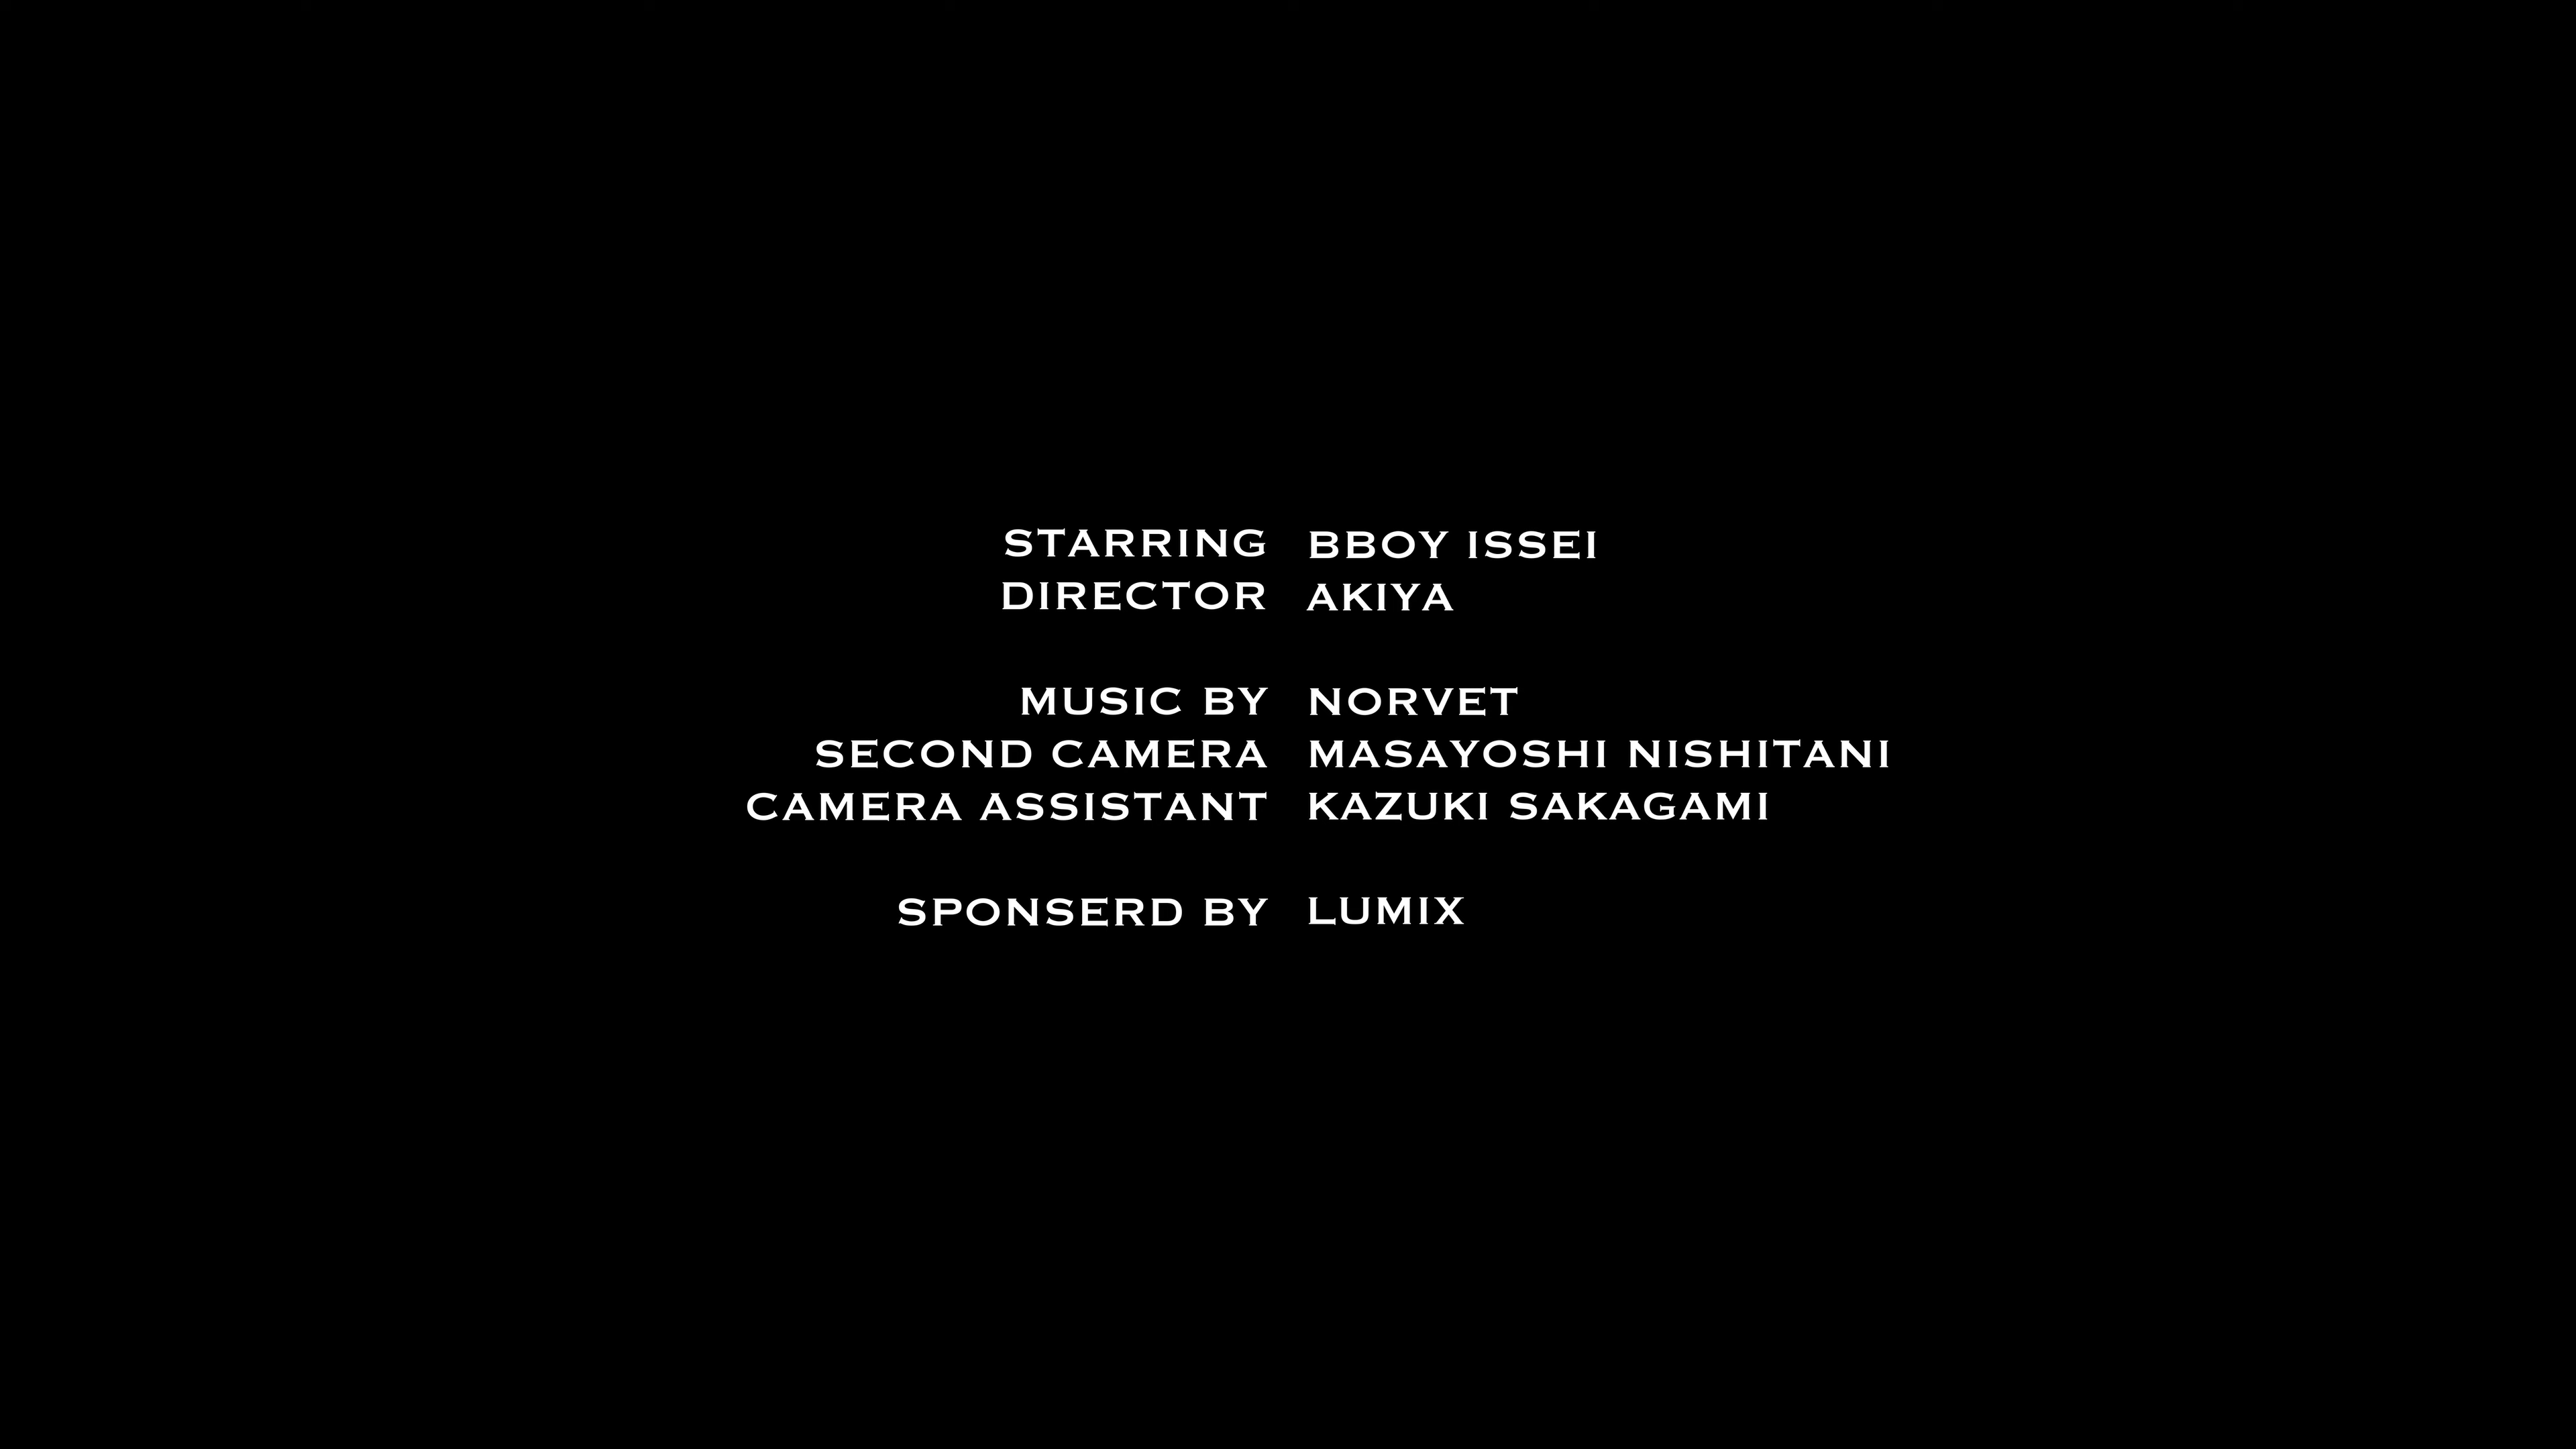 STARRING BBOY ISSEI
DIRECTOR AKIYA
MUSIC BY NORVET
SECOND CAMERA MASAYOSHI NISHITANI
CAMERA ASSISTANT KAZUKI SAKAGAMI
SPONSERD BY LUMIX